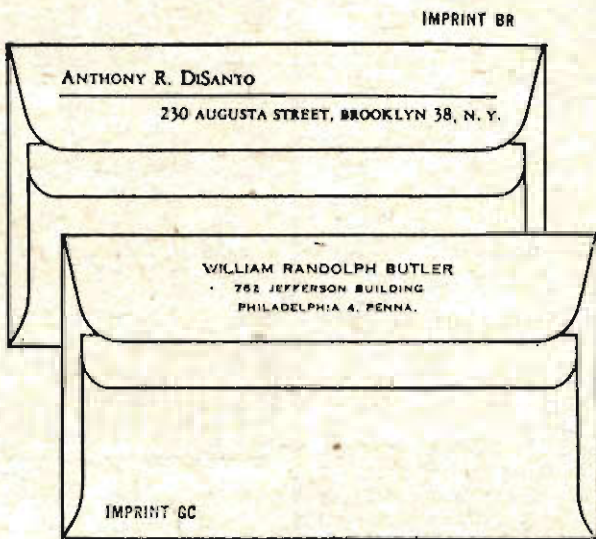 IMPRINT BR
ANTHONY R. DISANTO
230 AUGUSTA STREET, BROOKLYN 38, N. Y.
WILLIAM RANDOLPH BUTLER
762 JEFFERSON BUILDING
PHILADELPHIA 4, PENNA.
IMPRINT GC